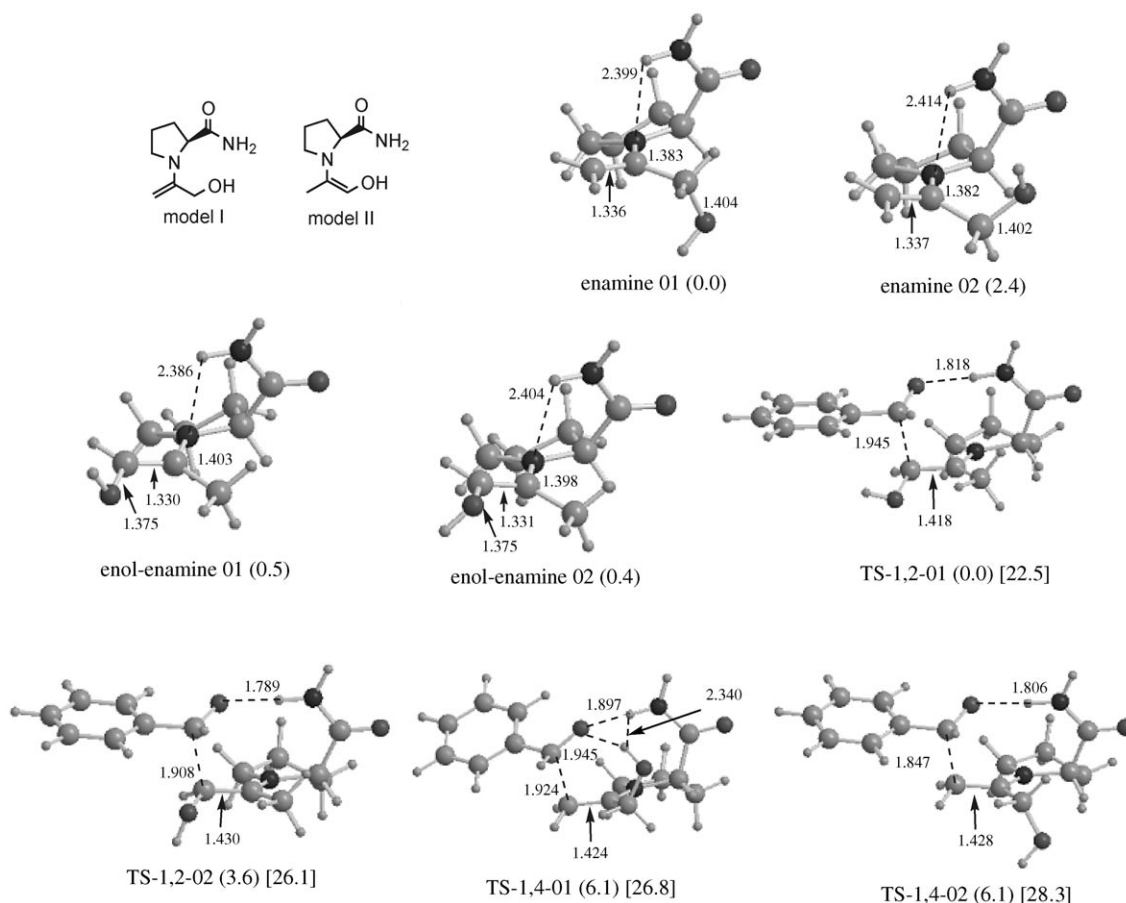 O
NH₂
N
OH
model I
O
NH₂
N
OH
model II
2.399
1.383
1.336
1.404
enamine 01 (0.0)
2.414
1.382
1.337
1.402
enamine 02 (2.4)
2.386
1.403
1.330
1.375
enol-enamine 01 (0.5)
2.404
1.398
1.331
1.375
enol-enamine 02 (0.4)
1.818
1.945
1.418
TS-1,2-01 (0.0) [22.5]
1.789
1.908
1.430
TS-1,2-02 (3.6) [26.1]
1.897
2.340
1.945
1.924
1.424
TS-1,4-01 (6.1) [26.8]
1.806
1.847
1.428
TS-1,4-02 (6.1) [28.3]